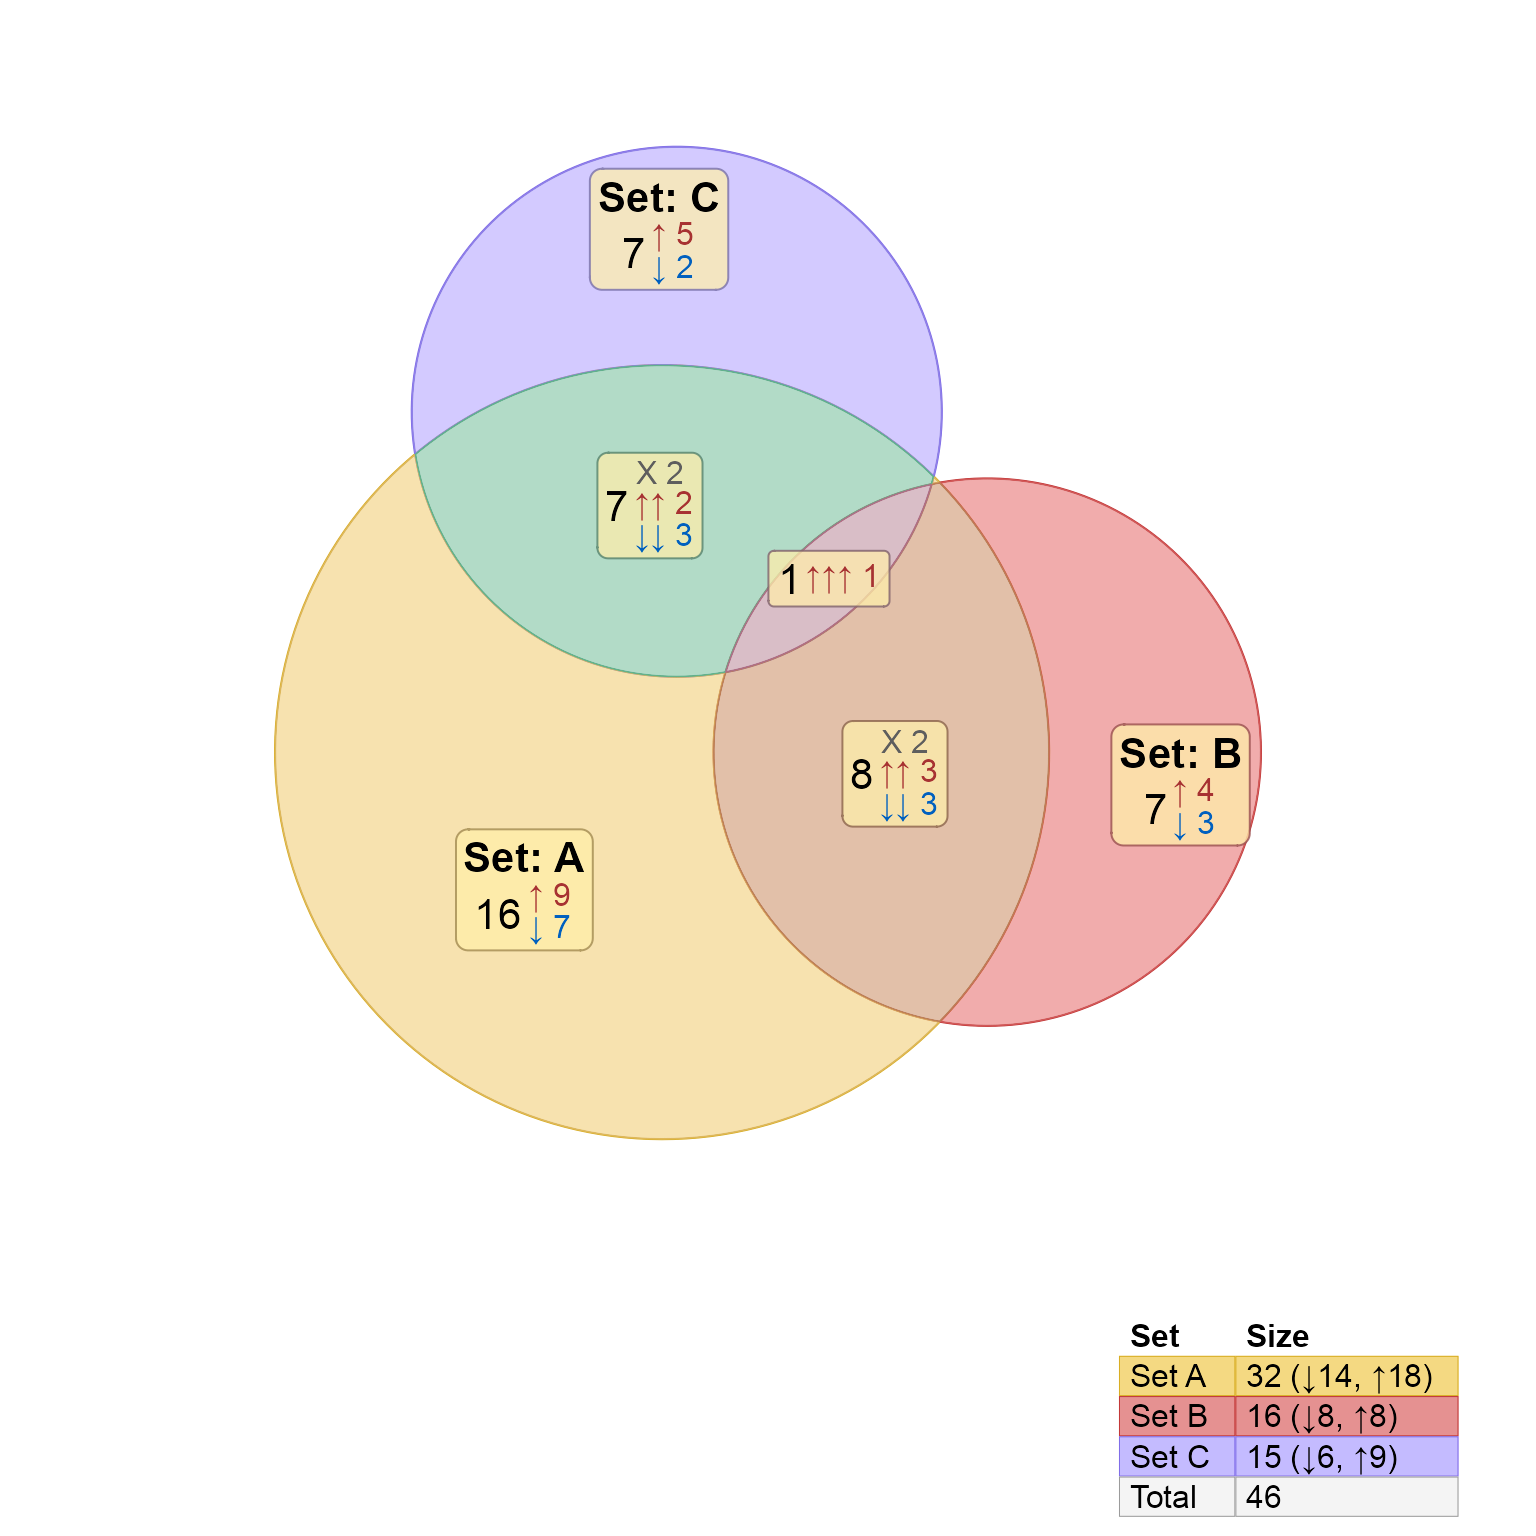 Set: C
7 ↑ 5
↓ 2
X 2
7 ↑↑ 2
↓↓ 3
1 ↑↑↑ 1
X 2
8 ↑↑ 3
↓↓ 3
Set: B
7 ↑ 4
↓ 3
Set: A
16 ↑ 9
↓ 7
Set Size
Set A 32 (↓14, ↑18)
Set B 16 (↓8, ↑8)
Set C 15 (↓6, ↑9)
Total 46